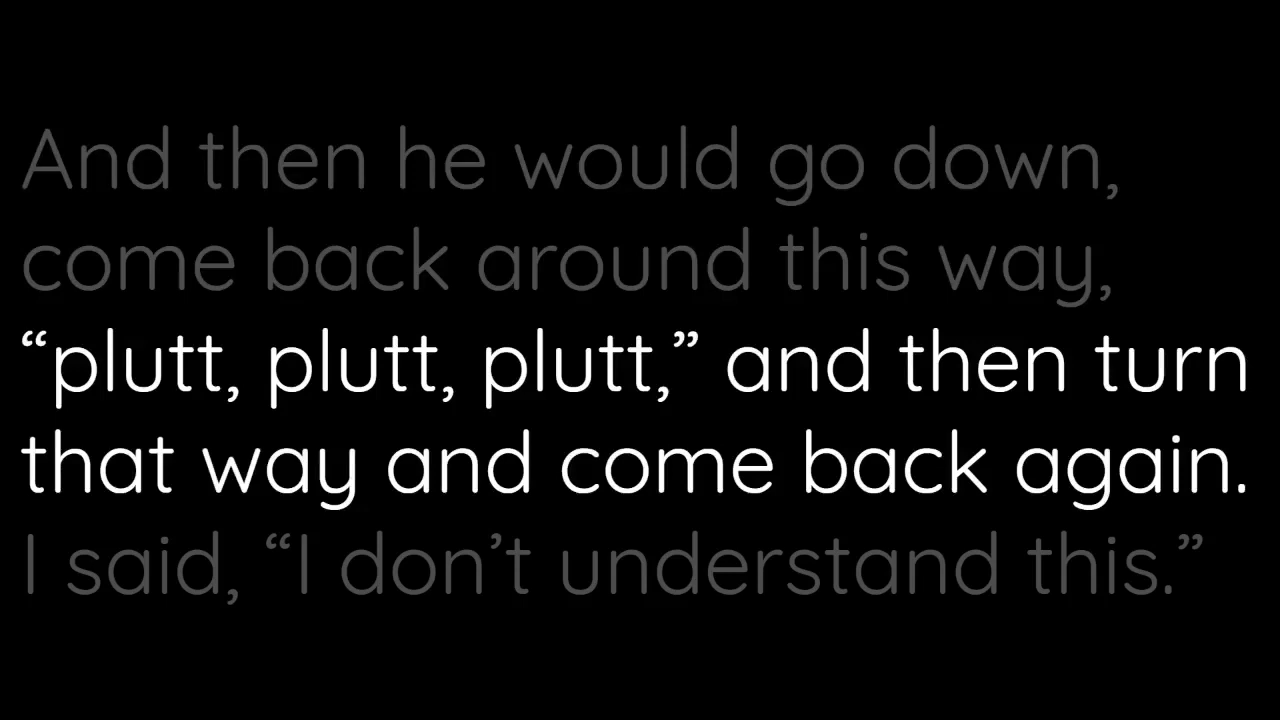 And then he would go down,
come back around this way,
“plutt, plutt, plutt,” and then turn
that way and come back again.
I said, “I don’t understand this.”